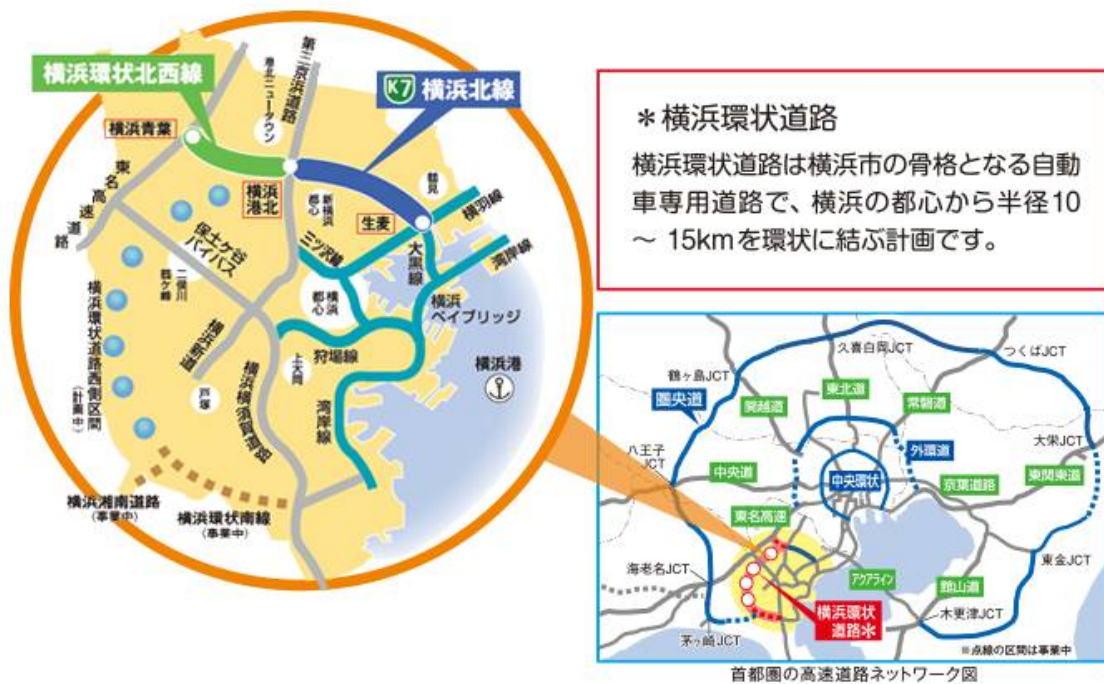 横浜環状北西線
K7 横浜北線
第三京浜道路
港北ニュータウン
横浜青葉
東名高速道路
横浜港北
新横浜都心
鶴見
生麦
横羽線
三ツ沢線
大黒線
湾岸線
保土ケ谷バイパス
二俣川
鶴ケ峰
横浜都心
横浜ベイブリッジ
横浜新道
狩場線
上大岡
横浜港
横浜環状道路西側区間
(計画中)
戸塚
横浜横須賀道路
湾岸線
横浜湘南道路
(事業中)
横浜環状南線
(事業中)
*横浜環状道路
横浜環状道路は横浜市の骨格となる自動
車専用道路で、横浜の都心から半径10
~ 15kmを環状に結ぶ計画です。
久喜白岡JCT
つくばJCT
鶴ヶ島JCT
東北道
圏央道
関越道
常磐道
外環道
大栄JCT
八王子JCT
中央道
中央環状
京葉道路
東関東道
東名高速
海老名JCT
アクアライン
館山道
東金JCT
横浜環状道路*
木更津JCT
茅ヶ崎JCT
※点線の区間は事業中
首都圏の高速道路ネットワーク図